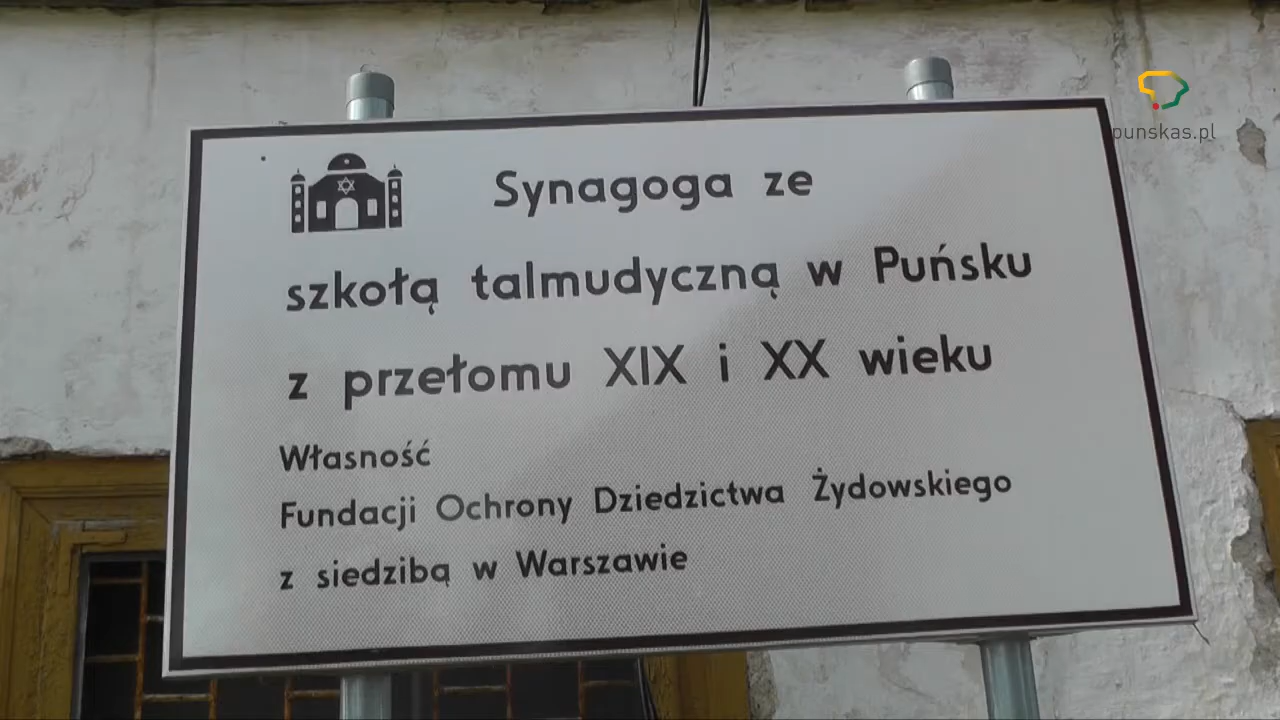 punskas.pl
Synagoga ze
szkołą talmudyczną w Puńsku
z przełomu XIX i XX wieku
Własność
Fundacji Ochrony Dziedzictwa Żydowskiego
z siedzibą w Warszawie